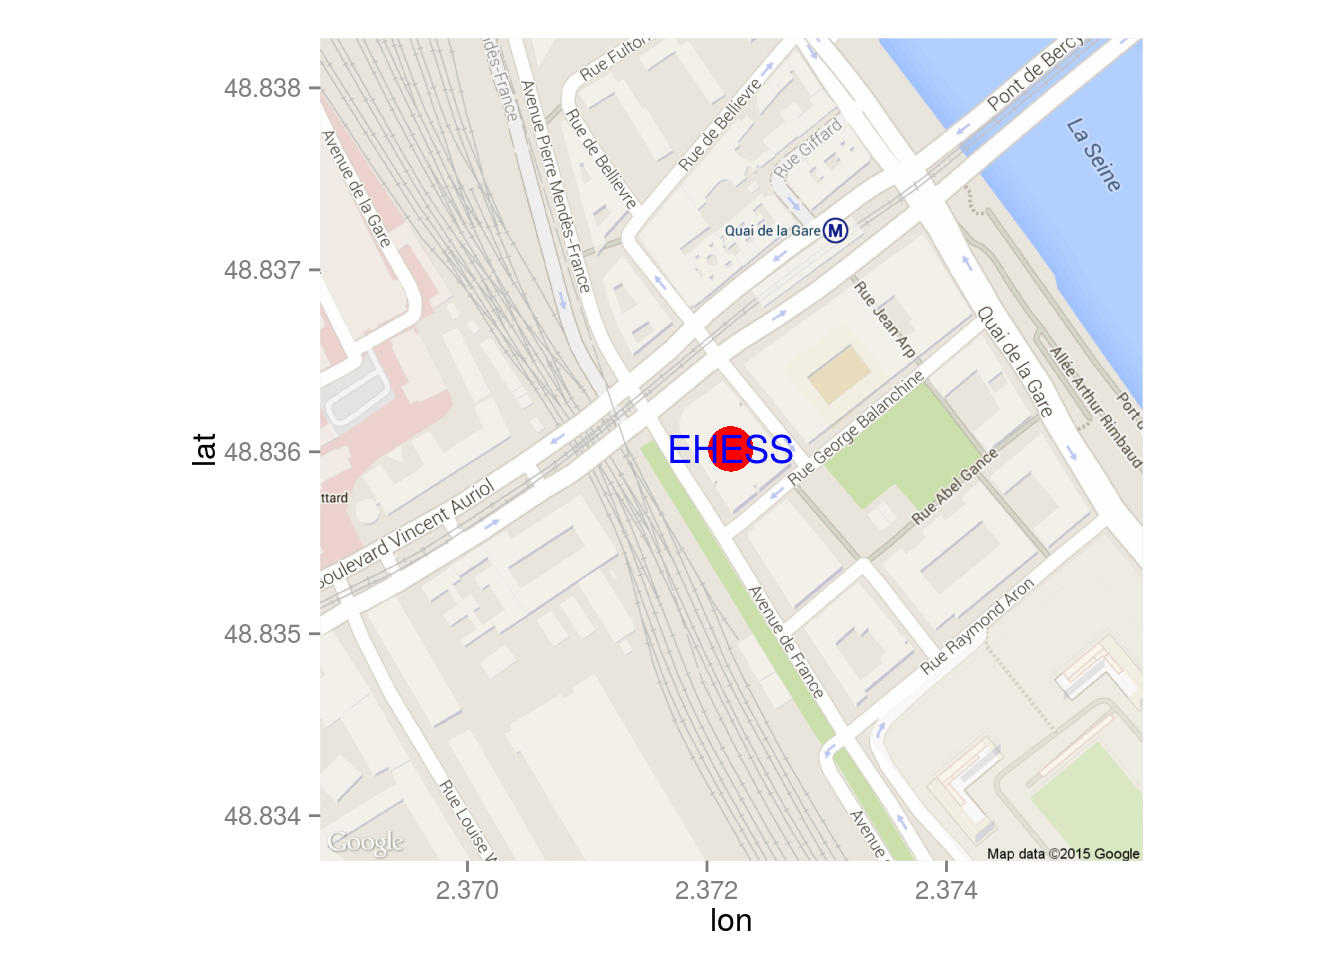 48.838
48.837
48.836
48.835
48.834
lat
2.370
2.372
2.374
lon
Rue Fulton
Pont de Bercy
La Seine
Avenue Pierre Mendès-France
Rue de Bellievre
Rue de Bellievre
Rue Giffard
Avenue de la Gare
Quai de la Gare
M
Rue Jean Arp
Quai de la Gare
Allée Arthur Rimbaud
Port d
EHESS
Rue George Balanchine
Rue Abel Gance
ttard
Boulevard Vincent Auriol
Avenue de France
Rue Raymond Aron
Rue Louise W
Avenue
ndès-France
Google
Map data ©2015 Google